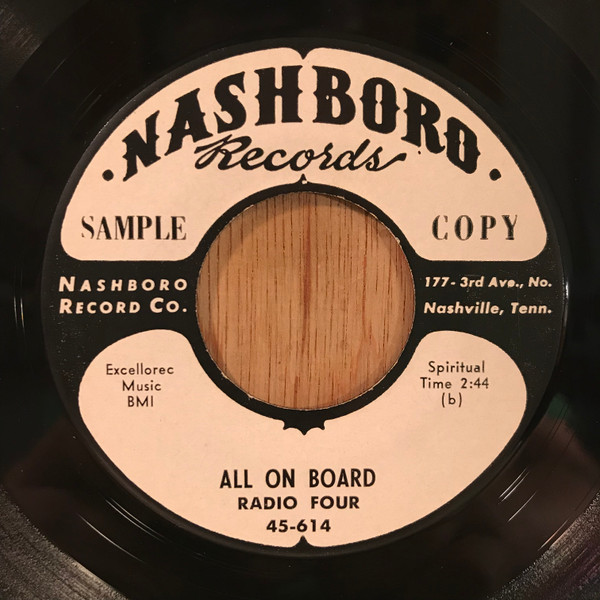 · NASHBORO ·
Records
SAMPLE COPY
NASHBORO
RECORD CO.
177-3rd Ave., No.
Nashville, Tenn.
Excellorec
Music
BMI
Spiritual
Time 2:44
(b)
ALL ON BOARD
RADIO FOUR
45-614